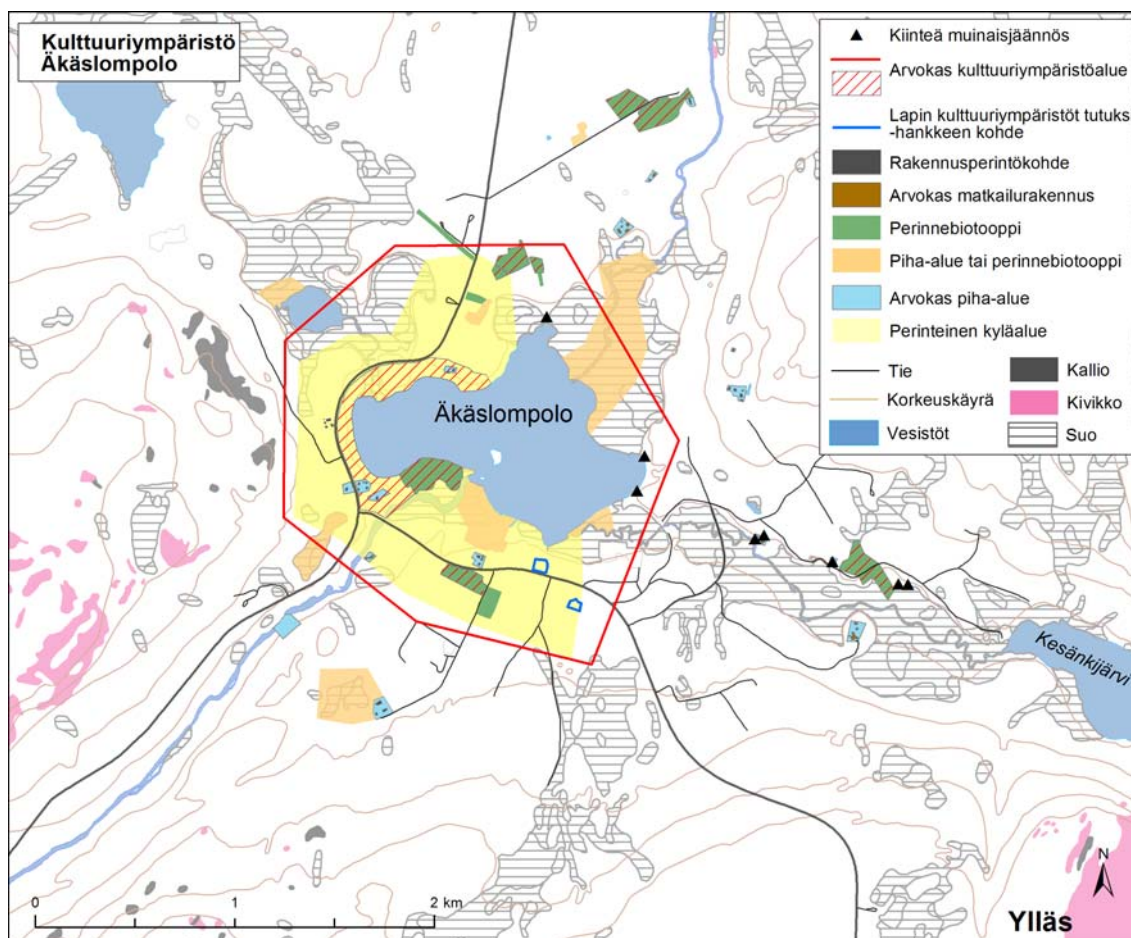 Kulttuuriympäristö
Äkäslompolo
Kiinteä muinaisjäännös
Arvokas kulttuuriympäristöalue
Lapin kulttuuriympäristöt tutuks
-hankkeen kohde
Rakennusperintökohde
Arvokas matkailurakennus
Perinnebiotooppi
Piha-alue tai perinnebiotooppi
Arvokas piha-alue
Perinteinen kyläalue
Tie
Kallio
Korkeuskäyrä
Kivikko
Vesistöt
Suo
Äkäslompolo
Kesänkijärvi
0 1 2 km
N
Ylläs